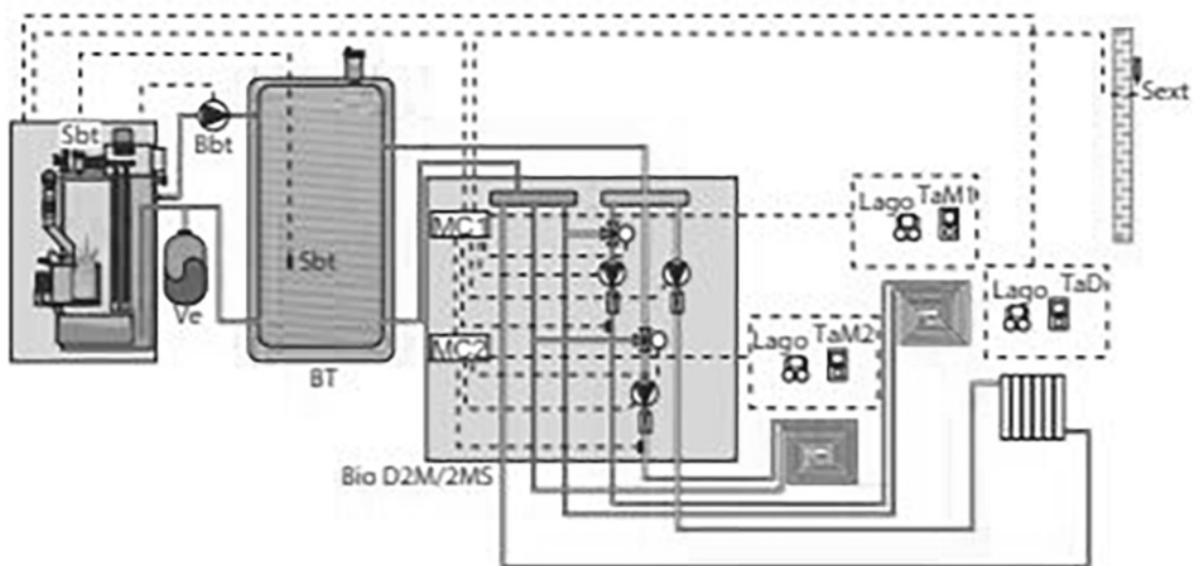 Sext
Sbt
Bbt
Lago TaM1
MC1
Sbt
Lago TaD
Ve
MC2
Lago TaM2
BT
Bio D2M/2MS